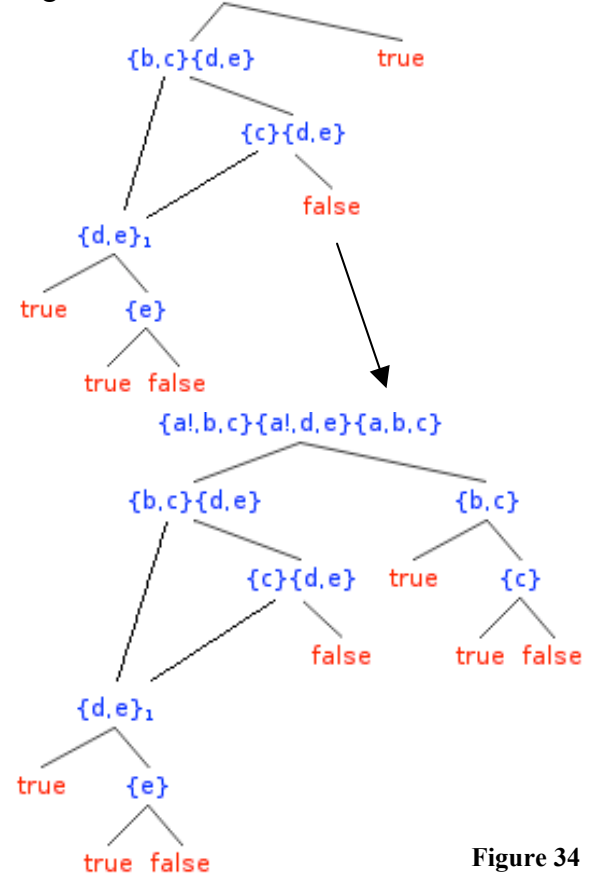 {b,c}{d,e} true
{c}{d,e}
false
{d,e}₁
true {e}
true false
{a!,b,c}{a!,d,e}{a,b,c}
{b,c}{d,e} {b,c}
{c}{d,e} true {c}
false true false
{d,e}₁
true {e}
true false
Figure 34